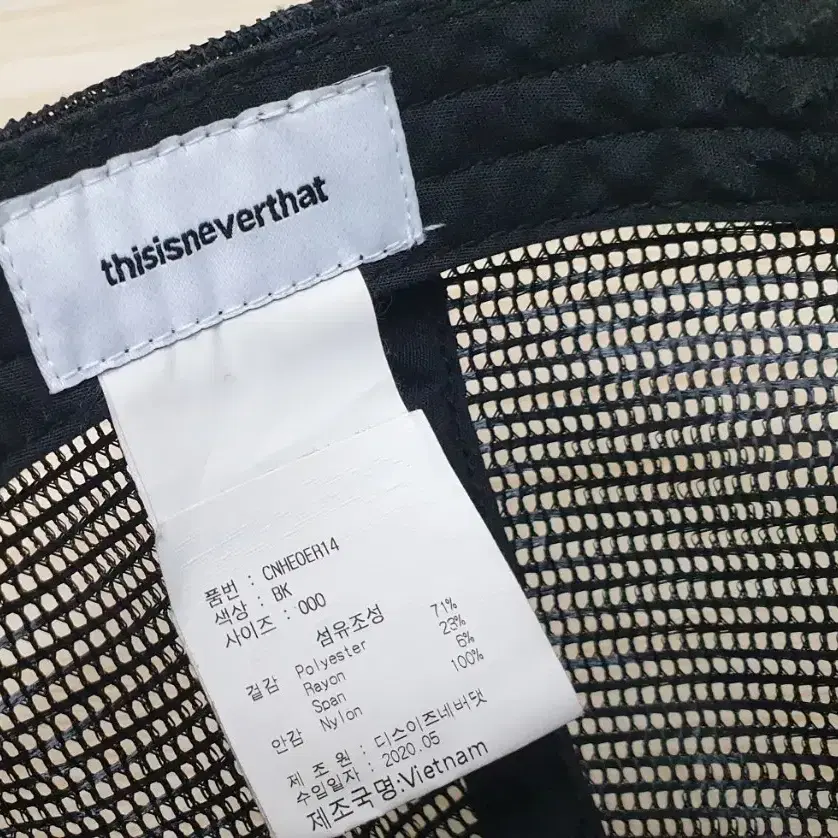 thisisneverthat
품번 : CNHE0ER14
색상 : BK
사이즈 : 000
섬유조성
겉감 Polyester 71%
Rayon 23%
Span 6%
안감 Nylon 100%
제 조 원 : 디스이즈네버댓
수입일자 : 2020.05
제조국명:Vietnam